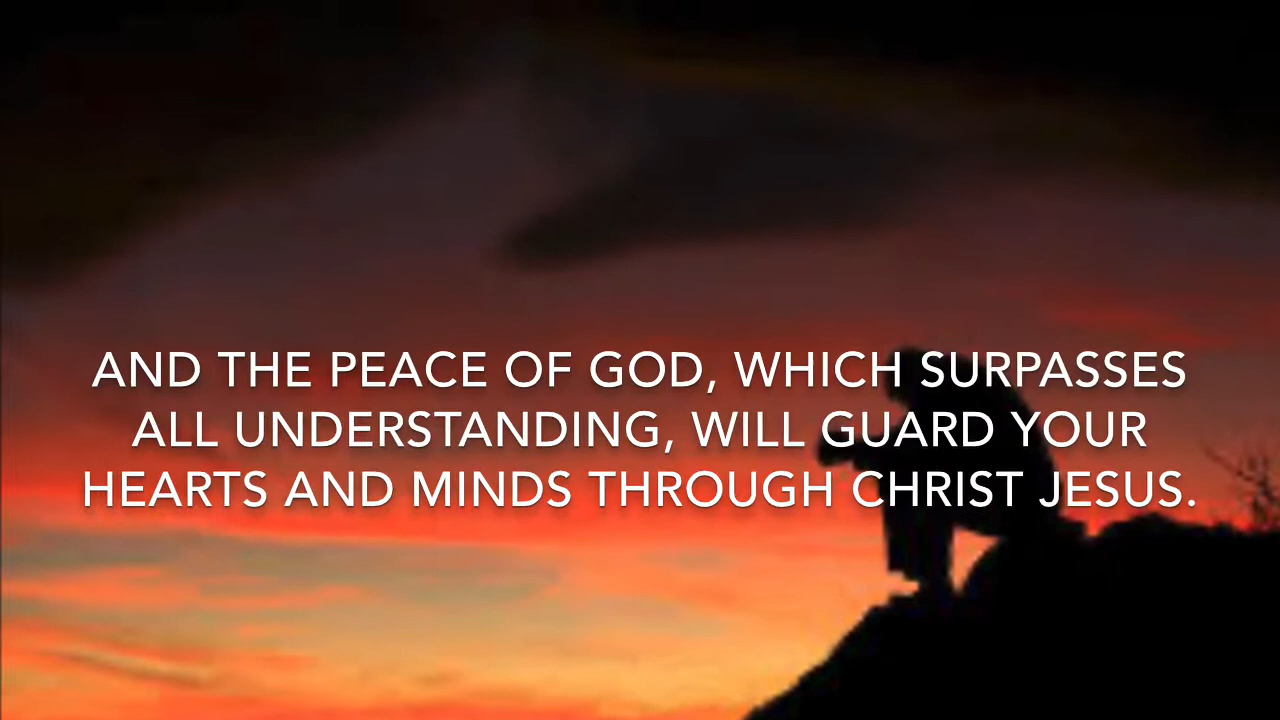 AND THE PEACE OF GOD, WHICH SURPASSES
ALL UNDERSTANDING, WILL GUARD YOUR
HEARTS AND MINDS THROUGH CHRIST JESUS.